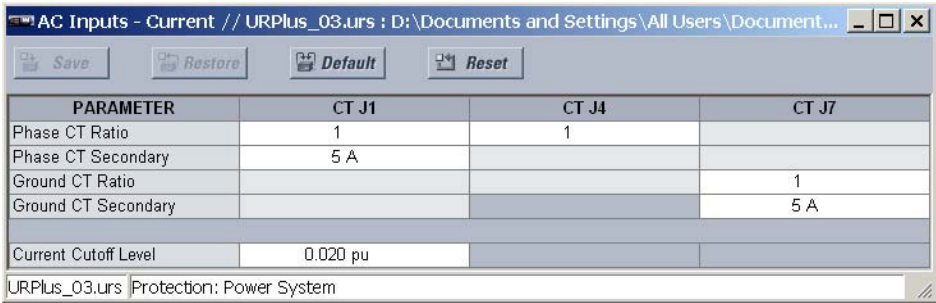 AC Inputs - Current // URPlus_03.urs : D:\Documents and Settings\All Users\Document...
Save Restore Default Reset
PARAMETER CT J1 CT J4 CT J7
Phase CT Ratio 1 1
Phase CT Secondary 5 A
Ground CT Ratio 1
Ground CT Secondary 5 A
Current Cutoff Level 0.020 pu
URPlus_03.urs Protection: Power System